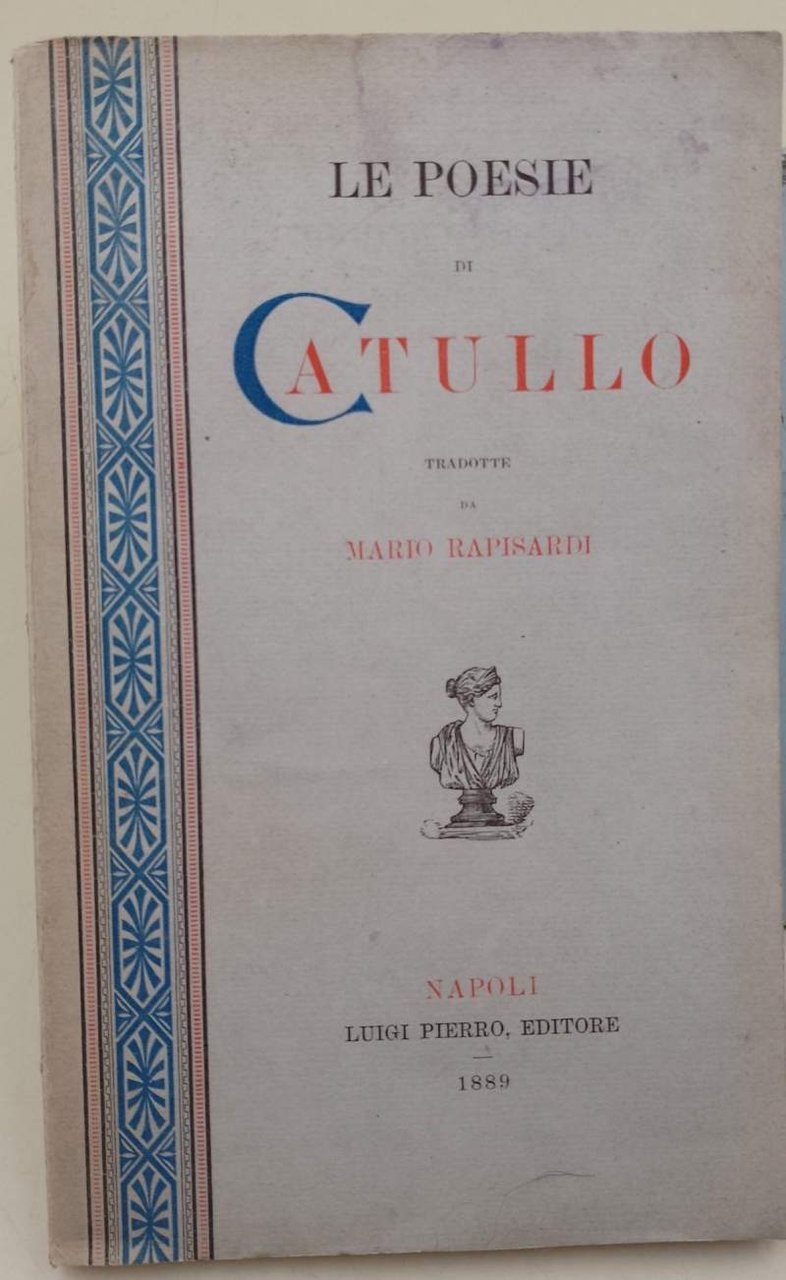 LE POESIE
DI
CATULLO
TRADOTTE
DA
MARIO RAPISARDI
NAPOLI
LUIGI PIERRO, EDITORE
1889